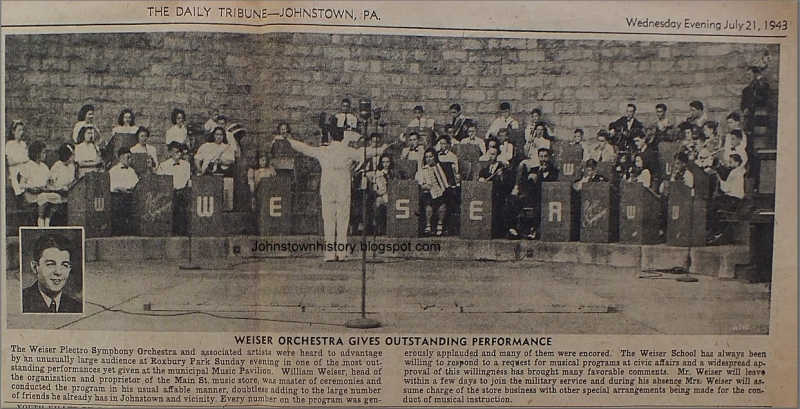 THE DAILY TRIBUNE—JOHNSTOWN, PA.
Wednesday Evening July 21, 1943
W
W
E
I
S
E
R
W
W
W
W
Johnstownhistory.blogspot.com
WEISER ORCHESTRA GIVES OUTSTANDING PERFORMANCE
The Weiser Plectro Symphony Orchestra and associated artists were heard to advantage
by an unusually large audience at Roxbury Park Sunday evening in one of the most out-
standing performances yet given at the municipal Music Pavilion. William Weiser, head of
the organization and proprietor of the Main St. music store, was master of ceremonies and
conducted the program in his usual affable manner, doubtless adding to the large number
of friends he already has in Johnstown and vicinity. Every number on the program was gen-
erously applauded and many of them were encored. The Weiser School has always been
willing to respond to a request for musical programs at civic affairs and a widespread ap-
proval of this willingness has brought many favorable comments. Mr. Weiser will leave
within a few days to join the military service and during his absence Mrs. Weiser will as-
sume charge of the store business with other special arrangements being made for the con-
duct of musical instruction.